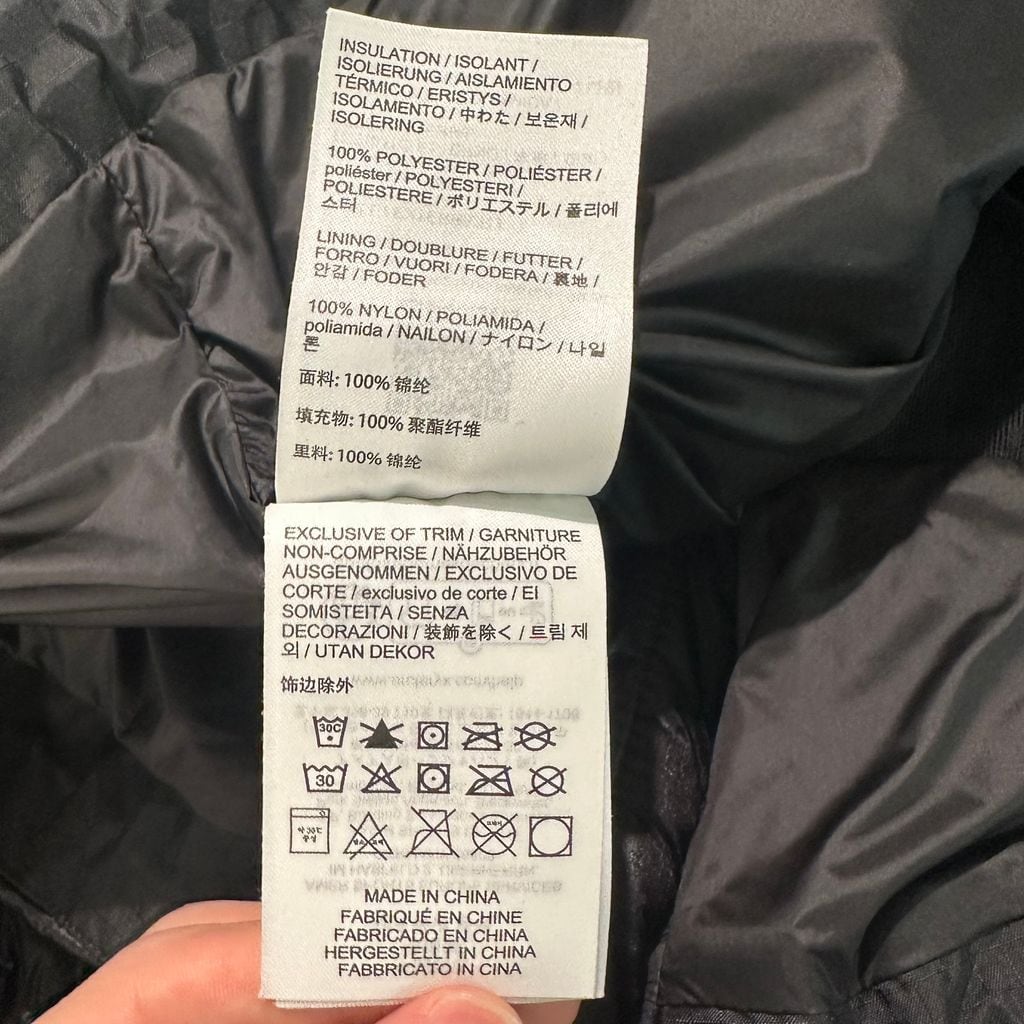 INSULATION / ISOLANT /
ISOLIERUNG / AISLAMIENTO
TÉRMICO / ERISTYS /
ISOLAMENTO / 中わた / 보온재 /
ISOLERING
100% POLYESTER / POLIÉSTER /
poliéster / POLYESTERI /
POLIESTERE / ポリエステル / 폴리에
스터
LINING / DOUBLURE / FUTTER /
FORRO / VUORI / FODERA / 裏地 /
안감 / FODER
100% NYLON / POLIAMIDA /
poliamida / NAILON / ナイロン / 나일
론
面料: 100% 锦纶
填充物: 100% 聚酯纤维
里料: 100% 锦纶
EXCLUSIVE OF TRIM / GARNITURE
NON-COMPRISE / NÄHZUBEHÖR
AUSGENOMMEN / EXCLUSIVO DE
CORTE / exclusivo de corte / EI
SOMISTEITA / SENZA
DECORAZIONI / 装飾を除く / 트림 제
외 / UTAN DEKOR
饰边除外
30C
30
약 30℃
중성
MADE IN CHINA
FABRIQUÉ EN CHINE
FABRICADO EN CHINA
HERGESTELLT IN CHINA
FABBRICATO IN CINA